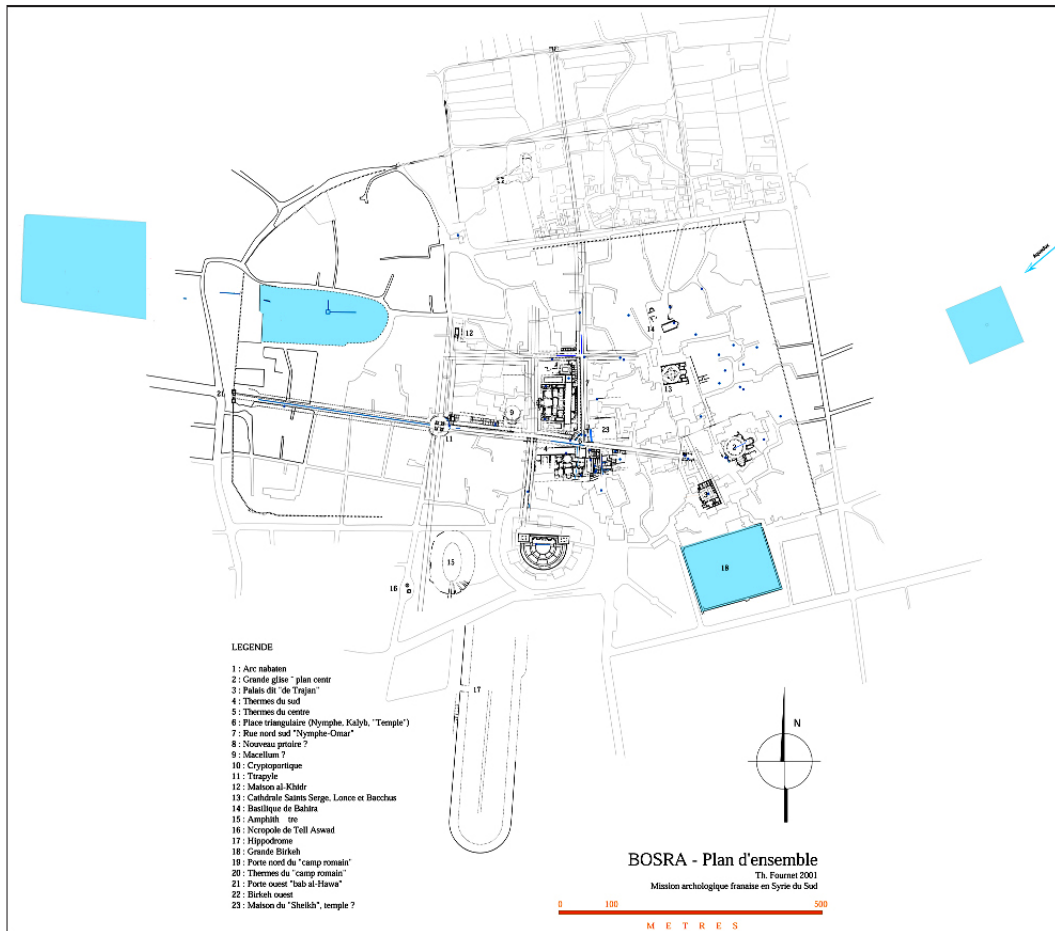 Aqueduc
12
14
13
21
9
11
23
4
2
3
18
15
16
17
LEGENDE
1 : Arc nabaten
2 : Grande glise " plan centr
3 : Palais dit "de Trajan"
4 : Thermes du sud
5 : Thermes du centre
6 : Place triangulaire (Nymphe, Kalyb, "Temple")
7 : Rue nord sud "Nymphe-Omar"
8 : Nouveau prtoire ?
9 : Macellum ?
10 : Cryptoportique
11 : Ttrapyle
12 : Maison al-Khidr
13 : Cathdrale Saints Serge, Lonce et Bacchus
14 : Basilique de Bahira
15 : Amphith tre
16 : Ncropole de Tell Aswad
17 : Hippodrome
18 : Grande Birkeh
19 : Porte nord du "camp romain"
20 : Thermes du "camp romain"
21 : Porte ouest "bab al-Hawa"
22 : Birkeh ouest
23 : Maison du "Sheikh", temple ?
N
BOSRA - Plan d'ensemble
Th. Fournet 2001
Mission archologique franaise en Syrie du Sud
0 100 500
METRES